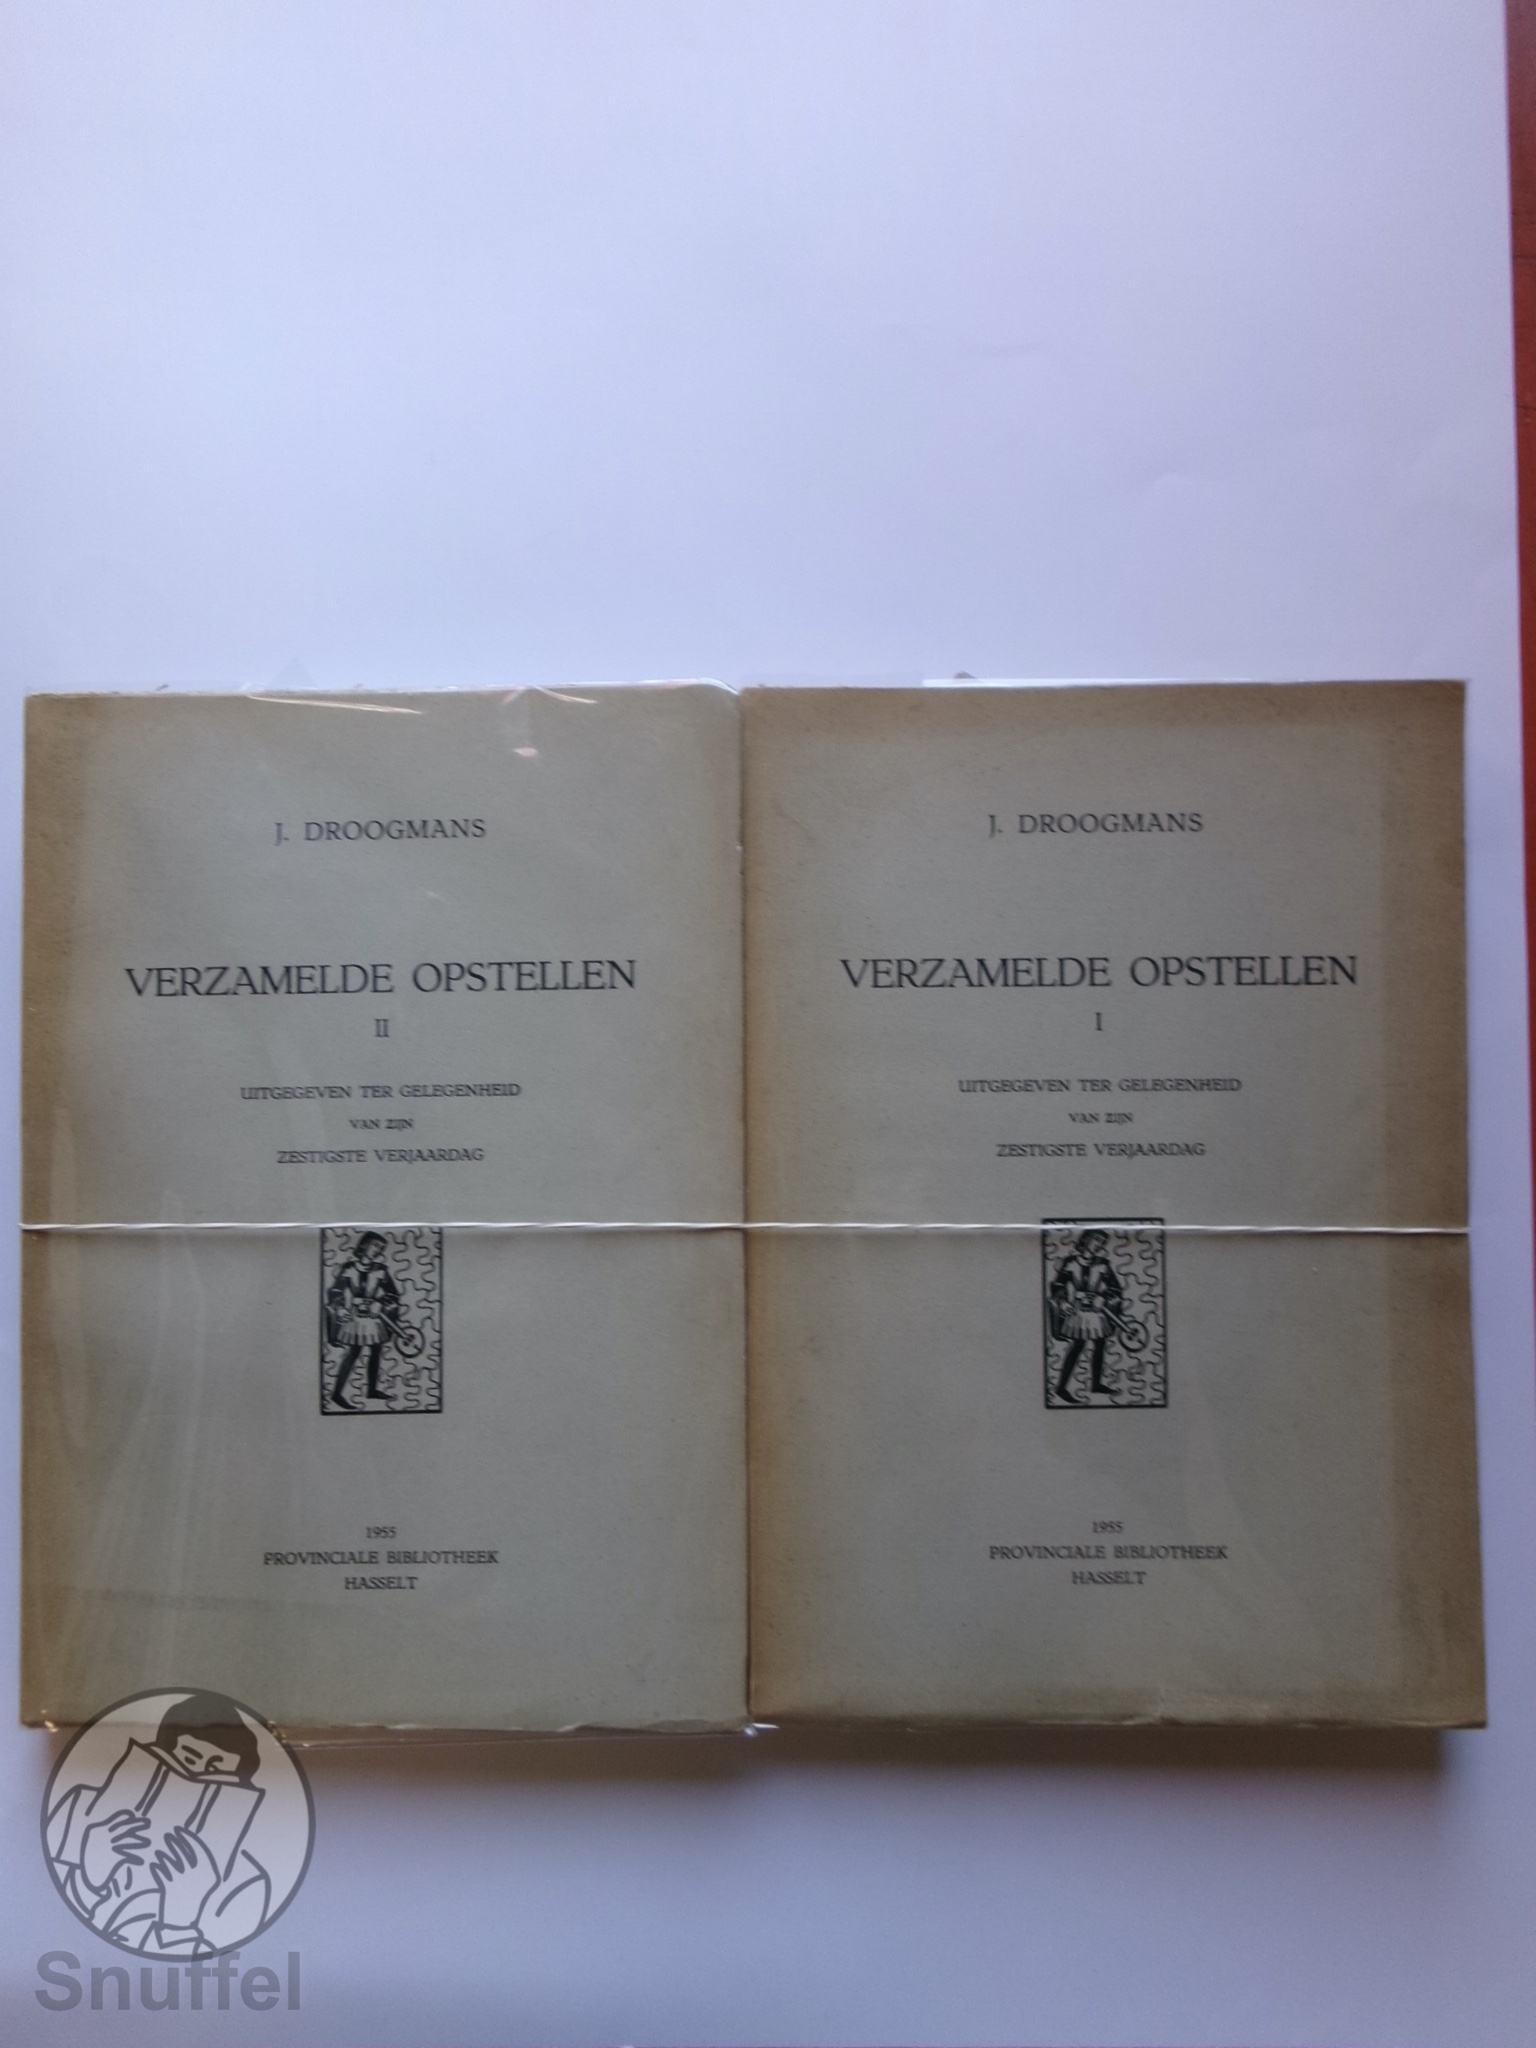 J. DROOGMANS
VERZAMELDE OPSTELLEN
II
UITGEGEVEN TER GELEGENHEID
VAN ZIJN
ZESTIGSTE VERJAARDAG
1955
PROVINCIALE BIBLIOTHEEK
HASSELT
J. DROOGMANS
VERZAMELDE OPSTELLEN
I
UITGEGEVEN TER GELEGENHEID
VAN ZIJN
ZESTIGSTE VERJAARDAG
1955
PROVINCIALE BIBLIOTHEEK
HASSELT
Snuffel